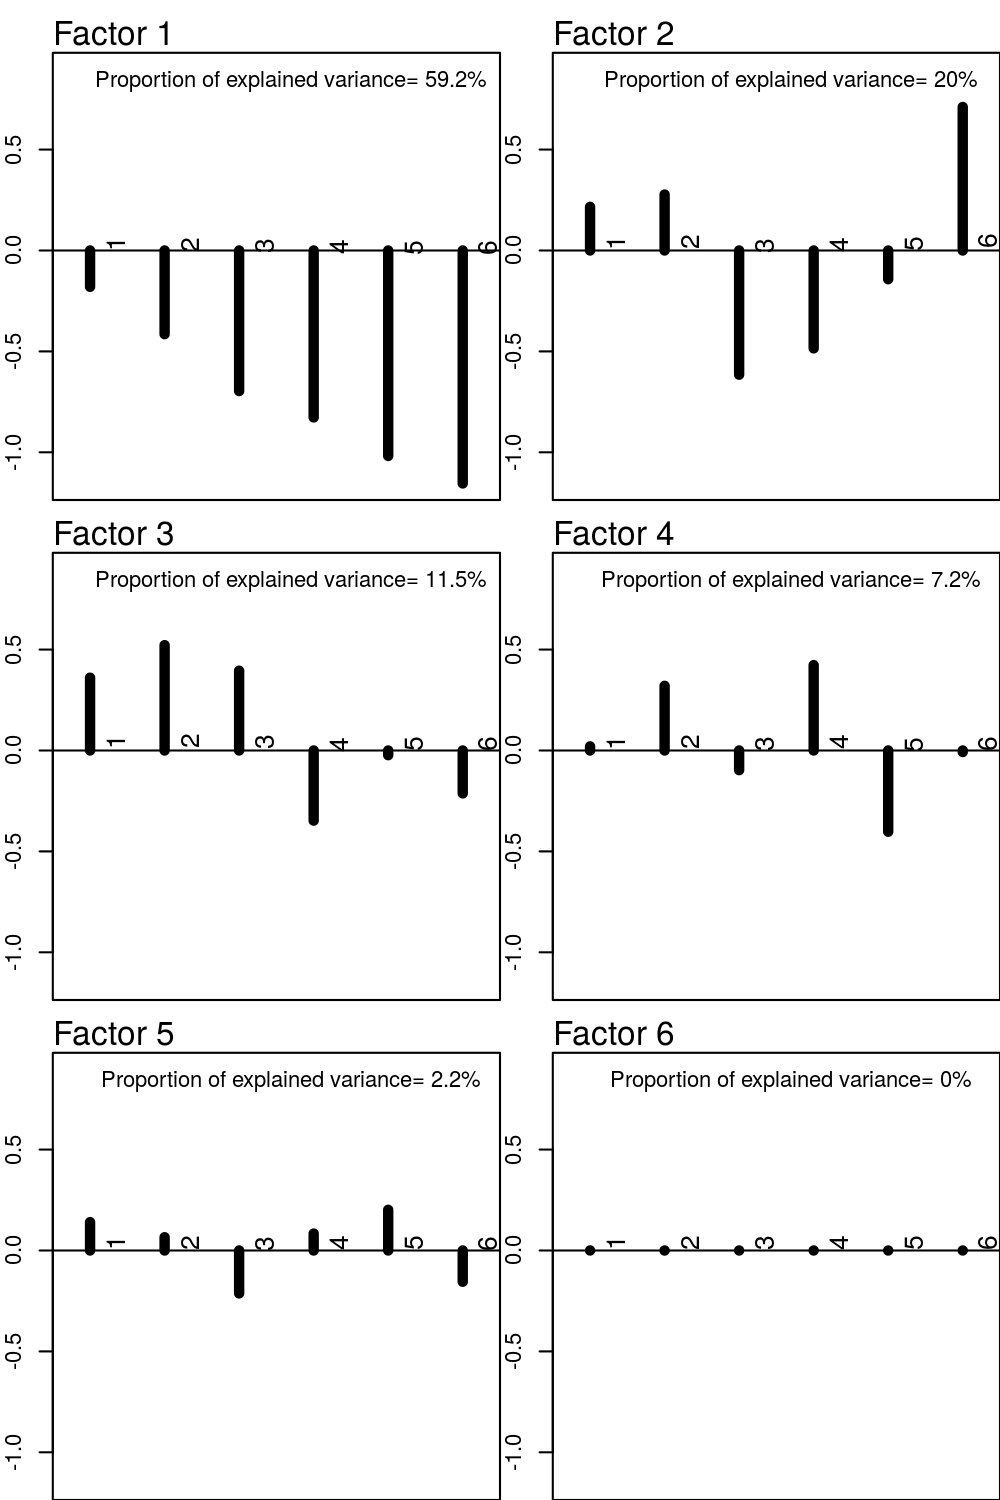 Factor 1
Proportion of explained variance= 59.2%
0.5
0.0
-0.5
-1.0
1 2 3 4 5 6
Factor 2
Proportion of explained variance= 20%
0.5
0.0
-0.5
-1.0
1 2 3 4 5 6
Factor 3
Proportion of explained variance= 11.5%
0.5
0.0
-0.5
-1.0
1 2 3 4 5 6
Factor 4
Proportion of explained variance= 7.2%
0.5
0.0
-0.5
-1.0
1 2 3 4 5 6
Factor 5
Proportion of explained variance= 2.2%
0.5
0.0
-0.5
-1.0
1 2 3 4 5 6
Factor 6
Proportion of explained variance= 0%
0.5
0.0
-0.5
-1.0
1 2 3 4 5 6